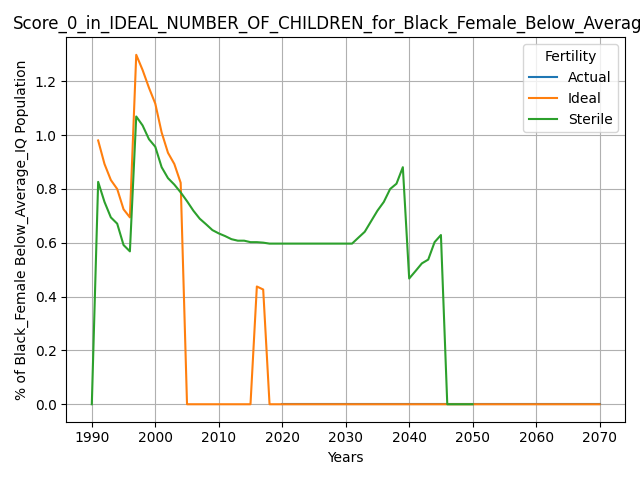 Score_0_in_IDEAL_NUMBER_OF_CHILDREN_for_Black_Female_Below_Averag
% of Black_Female Below_Average_IQ Population
Fertility
Actual
Ideal
Sterile
1.2
1.0
0.8
0.6
0.4
0.2
0.0
1990 2000 2010 2020 2030 2040 2050 2060 2070
Years